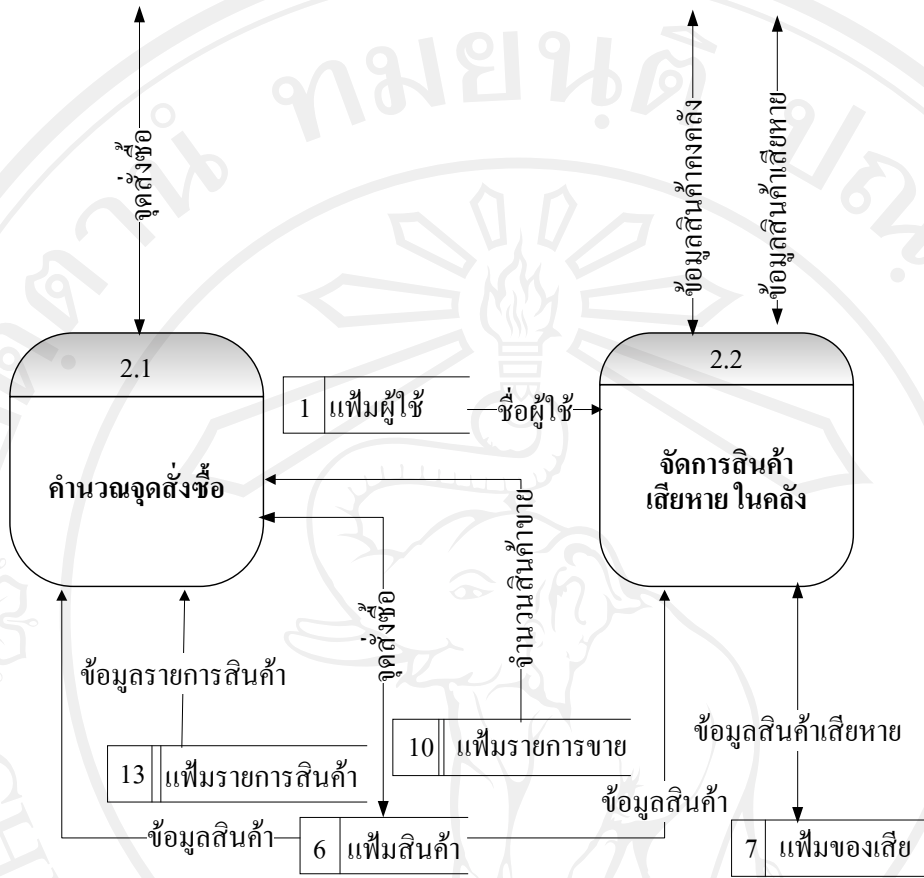 จุดสั่งซื้อ
ข้อมูลสินค้าคงคลัง
ข้อมูลสินค้าเสียหาย
2.1
คำนวณจุดสั่งซื้อ
1 แฟ้มผู้ใช้
ชื่อผู้ใช้
2.2
จัดการสินค้า
เสียหายในคลัง
จุดสั่งซื้อ
จำนวนสินค้าขาย
ข้อมูลรายการสินค้า
13 แฟ้มรายการสินค้า
10 แฟ้มรายการขาย
ข้อมูลสินค้าเสียหาย
ข้อมูลสินค้า
6 แฟ้มสินค้า
ข้อมูลสินค้า
7 แฟ้มของเสีย